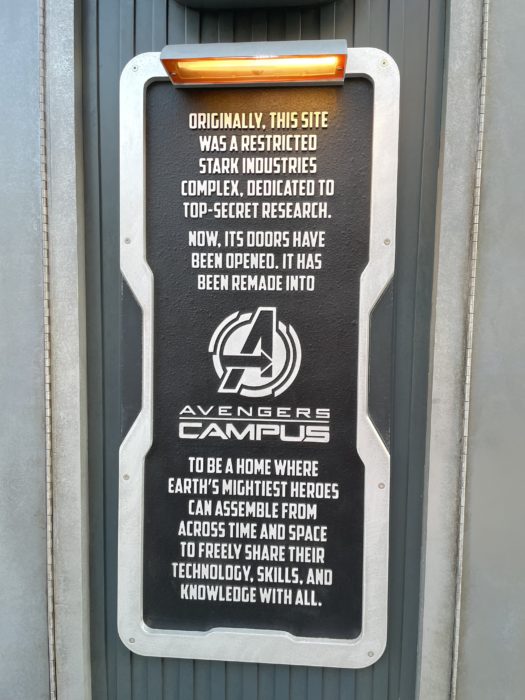 ORIGINALLY, THIS SITE
WAS A RESTRICTED
STARK INDUSTRIES
COMPLEX, DEDICATED TO
TOP-SECRET RESEARCH.
NOW, ITS DOORS HAVE
BEEN OPENED. IT HAS
BEEN REMADE INTO
A
AVENGERS
CAMPUS
TO BE A HOME WHERE
EARTH'S MIGHTIEST HEROES
CAN ASSEMBLE FROM
ACROSS TIME AND SPACE
TO FREELY SHARE THEIR
TECHNOLOGY, SKILLS, AND
KNOWLEDGE WITH ALL.